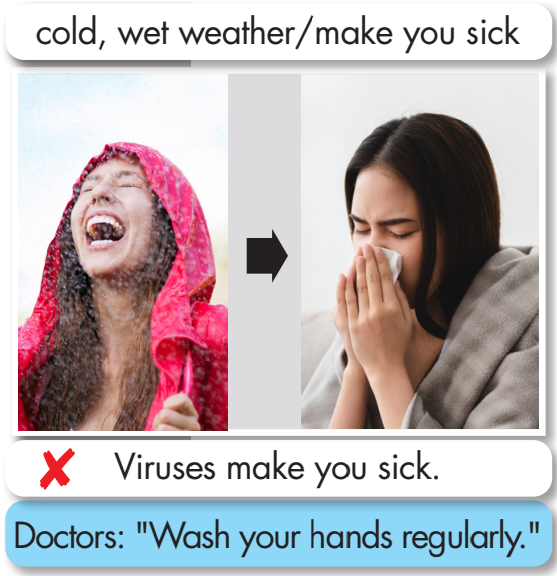 cold, wet weather/make you sick
✗ Viruses make you sick.
Doctors: "Wash your hands regularly."